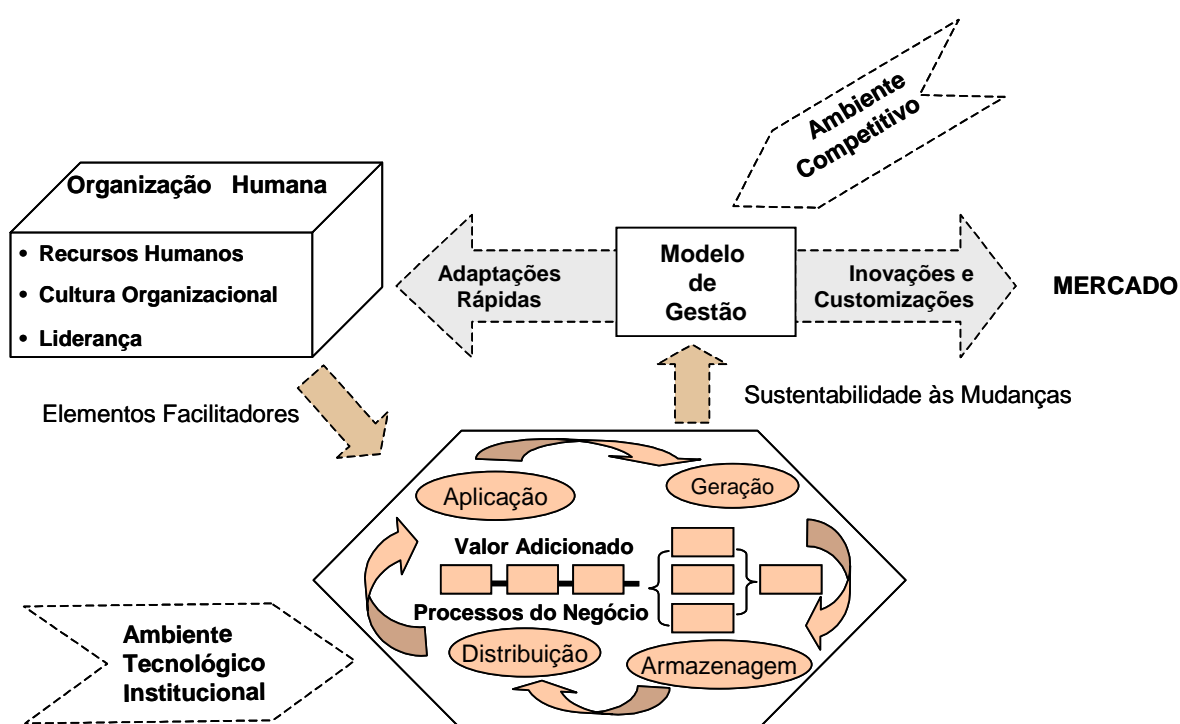 Ambiente
Competitivo
Organização Humana
• Recursos Humanos
• Cultura Organizacional
• Liderança
Adaptações
Rápidas
Modelo
de
Gestão
Inovações e
Customizações
MERCADO
Elementos Facilitadores
Sustentabilidade às Mudanças
Aplicação
Geração
Valor Adicionado
Processos do Negócio
Distribuição
Armazenagem
Ambiente
Tecnológico
Institucional